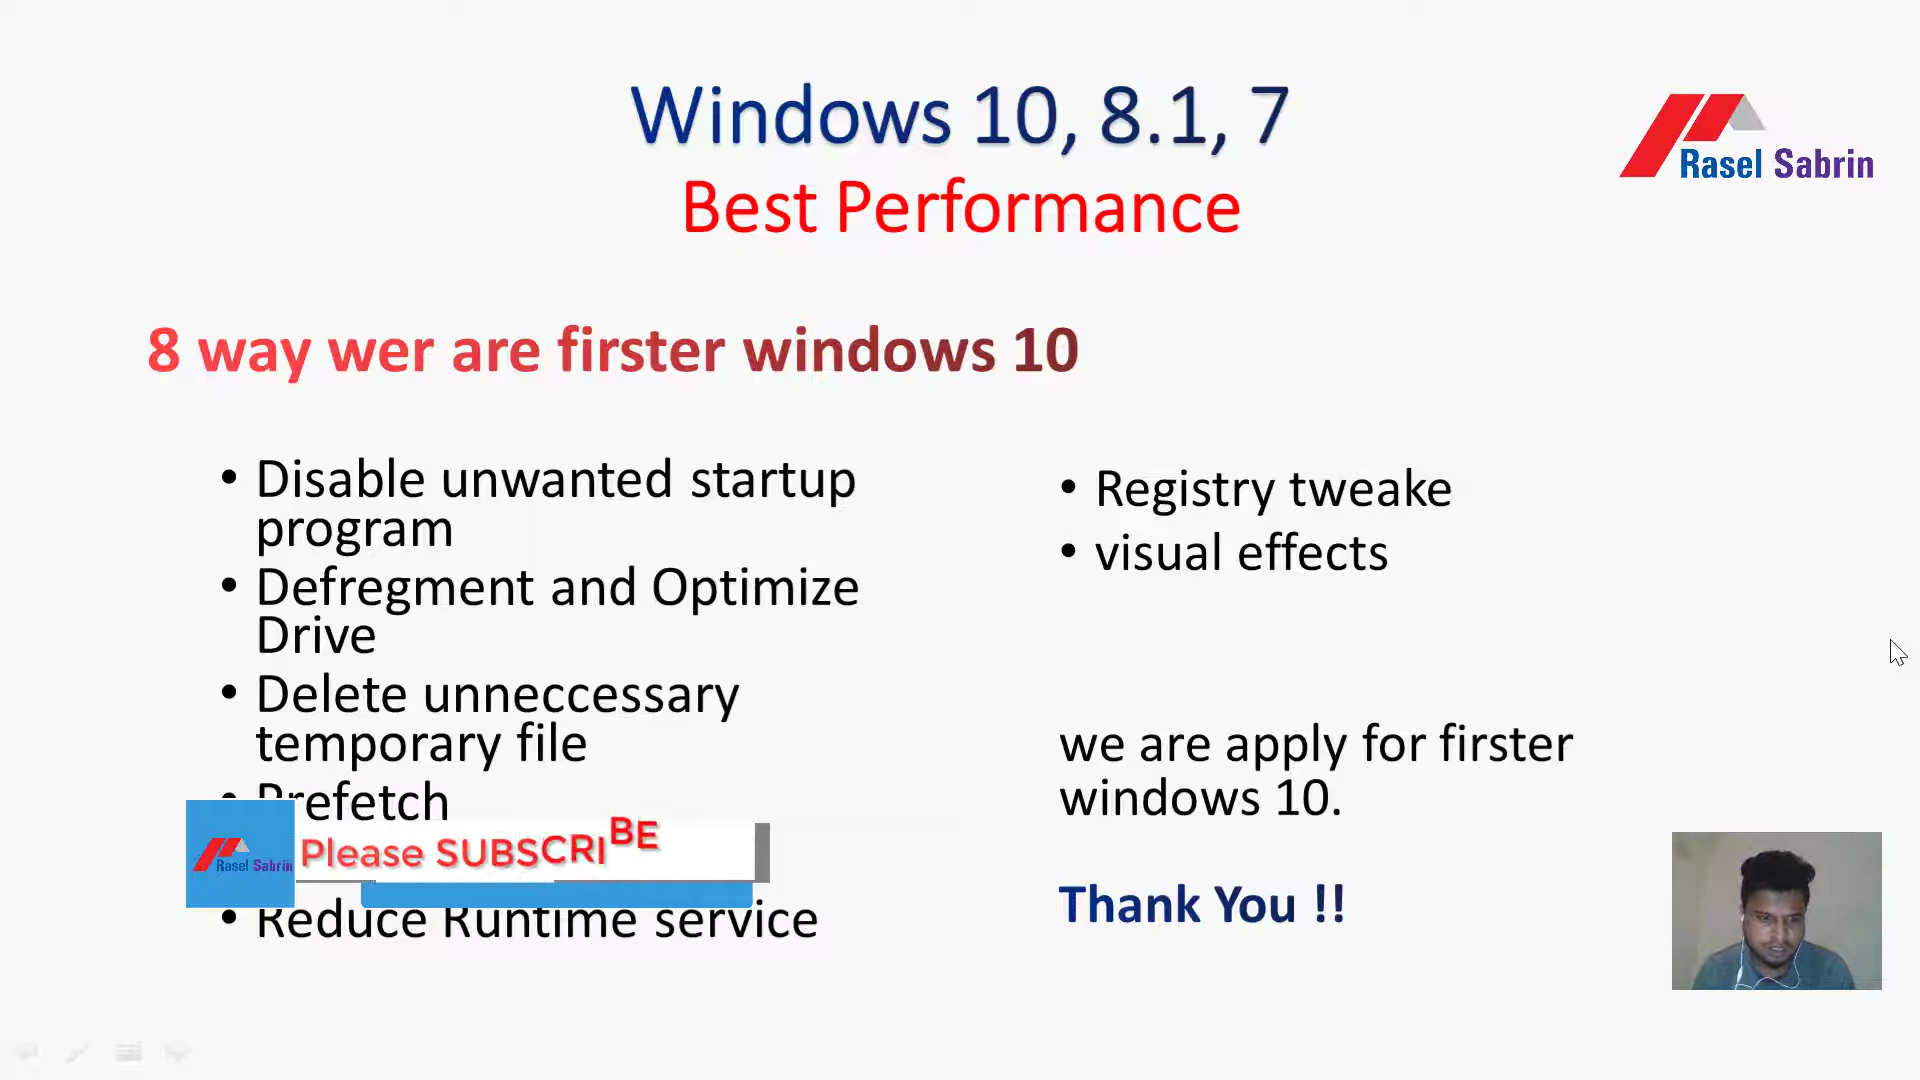 Windows 10, 8.1, 7
Best Performance
Rasel Sabrin
8 way wer are firster windows 10
• Disable unwanted startup
program
• Defregment and Optimize
Drive
• Delete unneccessary
temporary file
• Prefetch
Rasel Sabrin
Please SUBSCRIBE
• Reduce Runtime service
• Registry tweake
• visual effects
we are apply for firster
windows 10.
Thank You !!